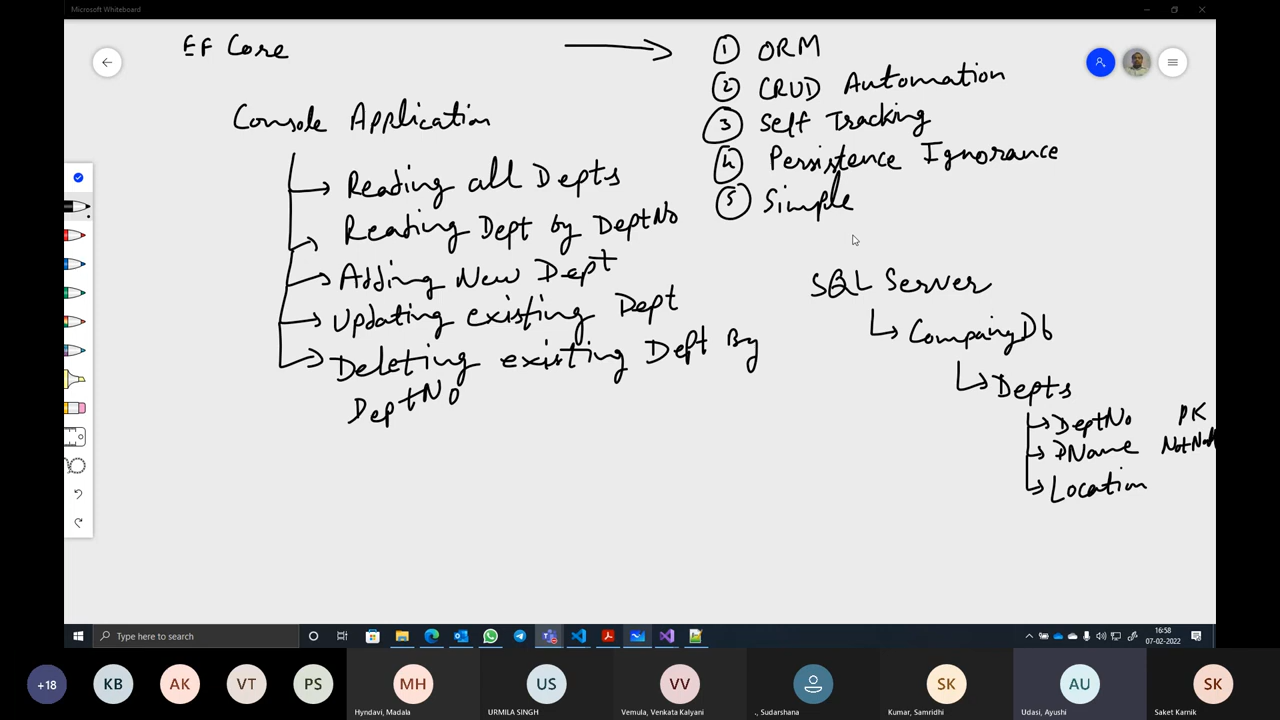 Microsoft Whiteboard
EF Core
① ORM
② CRUD Automation
③ Self Tracking
④ Persistence Ignorance
⑤ Simple
Console Application
Reading all Depts
Reading Dept by DeptNo
Adding New Dept
Updating existing Dept
Deleting existing Dept By
DeptNo
SQL Server
CompanyDb
Depts
DeptNo PK
DName NotNull
Location
Type here to search
16:58
07-02-2022
+18
KB
AK
VT
PS
MH
Hyndavi, Madala
US
URMILA SINGH
VV
Vemula, Venkata Kalyani
., Sudarshana
SK
Kumar, Samridhi
AU
Udasi, Ayushi
SK
Saket Karnik